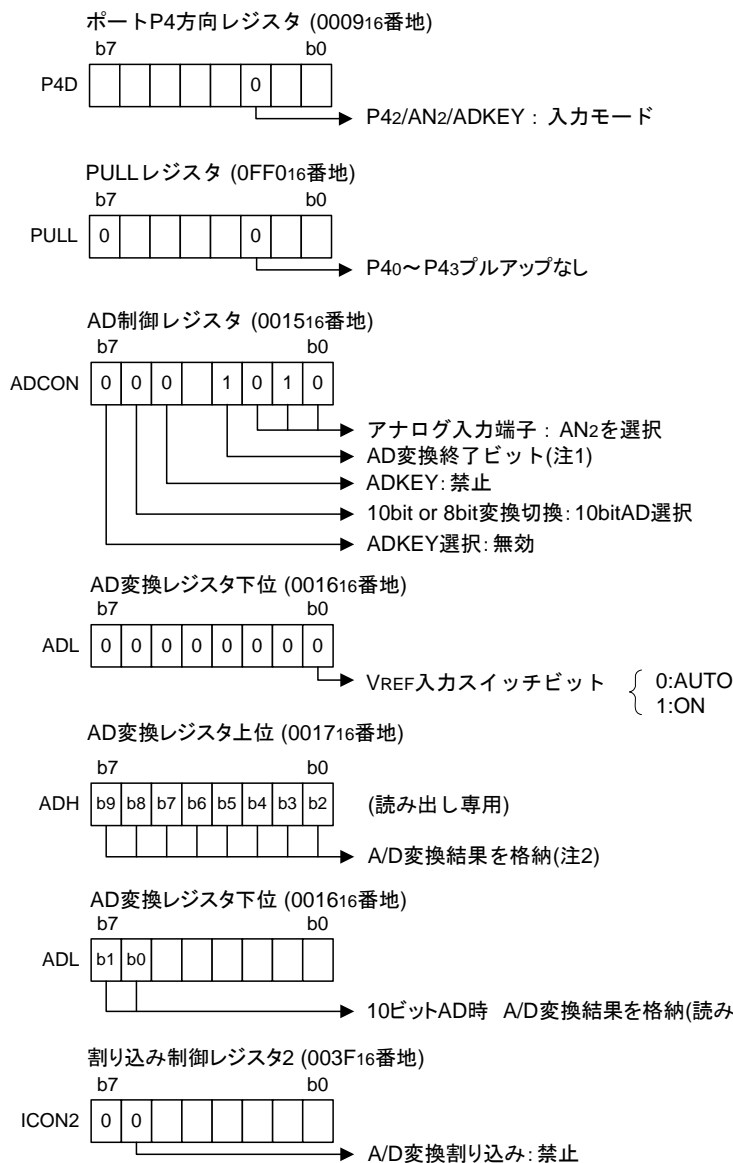 ポートP4方向レジスタ (000916番地)
b7 b0
P4D 0
P42/AN2/ADKEY : 入力モード
PULLレジスタ (0FF016番地)
b7 b0
PULL 0 0
P40～P43プルアップなし
AD制御レジスタ (001516番地)
b7 b0
ADCON 0 0 0 1 0 1 0
アナログ入力端子 : AN2を選択
AD変換終了ビット(注1)
ADKEY:禁止
10bit or 8bit変換切換:10bitAD選択
ADKEY選択:無効
AD変換レジスタ下位 (001616番地)
b7 b0
ADL 0 0 0 0 0 0 0 0
VREF入力スイッチビット { 0:AUTO
1:ON
AD変換レジスタ上位 (001716番地)
b7 b0
ADH b9 b8 b7 b6 b5 b4 b3 b2 (読み出し専用)
A/D変換結果を格納(注2)
AD変換レジスタ下位 (001616番地)
b7 b0
ADL b1 b0
10ビットAD時 A/D変換結果を格納(読み
割り込み制御レジスタ2 (003F16番地)
b7 b0
ICON2 0 0
A/D変換割り込み:禁止